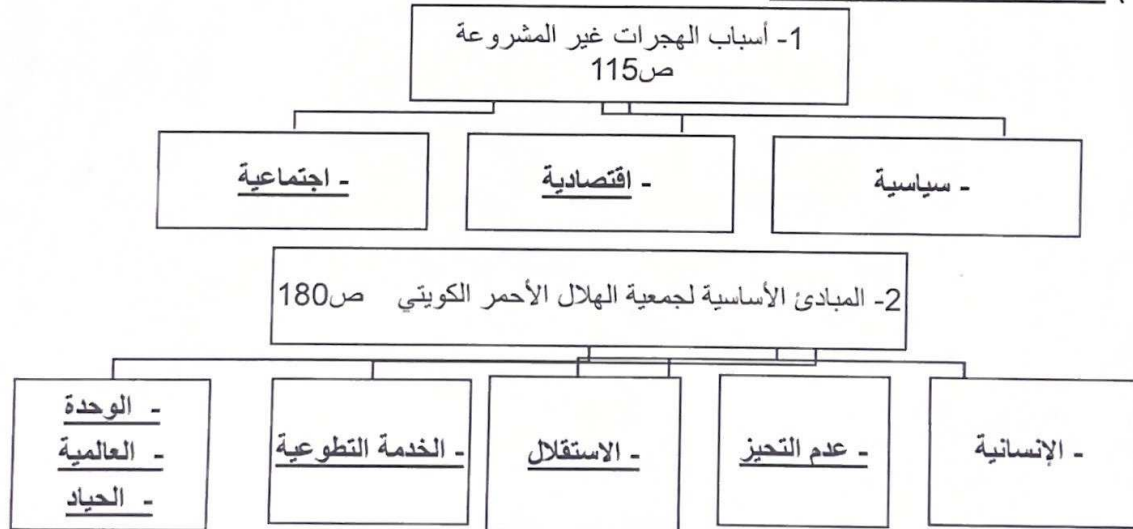 1- أسباب الهجرات غير المشروعة
ص115
- سياسية
- اقتصادية
- اجتماعية
2- المبادئ الأساسية لجمعية الهلال الأحمر الكويتي ص180
- الإنسانية
- عدم التحيز
- الاستقلال
- الخدمة التطوعية
- الوحدة
- العالمية
- الحياد